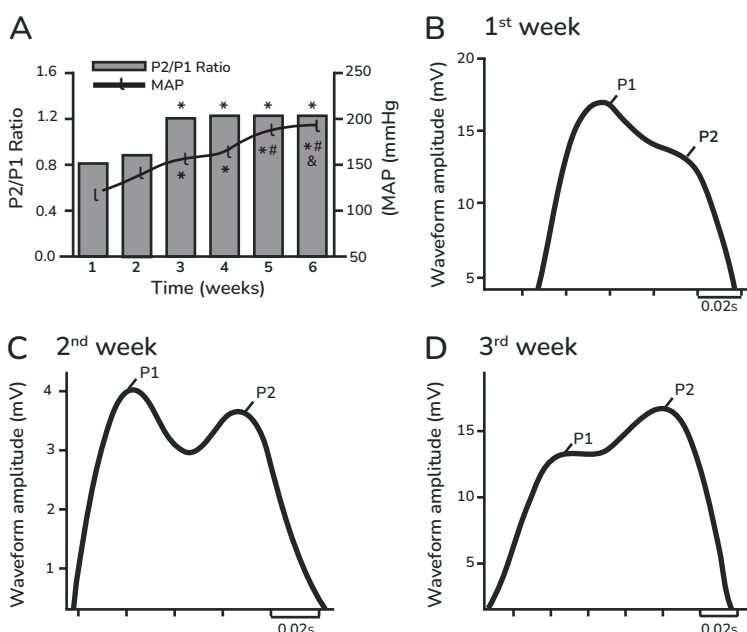 A
P2/P1 Ratio
MAP
1.6
1.2
0.8
0.4
0.0
P2/P1 Ratio
250
200
150
100
50
(MAP (mmHg
* * * *
* * *# *#
&
1 2 3 4 5 6
Time (weeks)
B 1st week
Waveform amplitude (mV)
20
15
10
5
P1
P2
0.02s
C 2nd week
Waveform amplitude (mV)
4
3
2
1
P1
P2
0.02s
D 3rd week
Waveform amplitude (mV)
15
10
5
P1
P2
0.02s